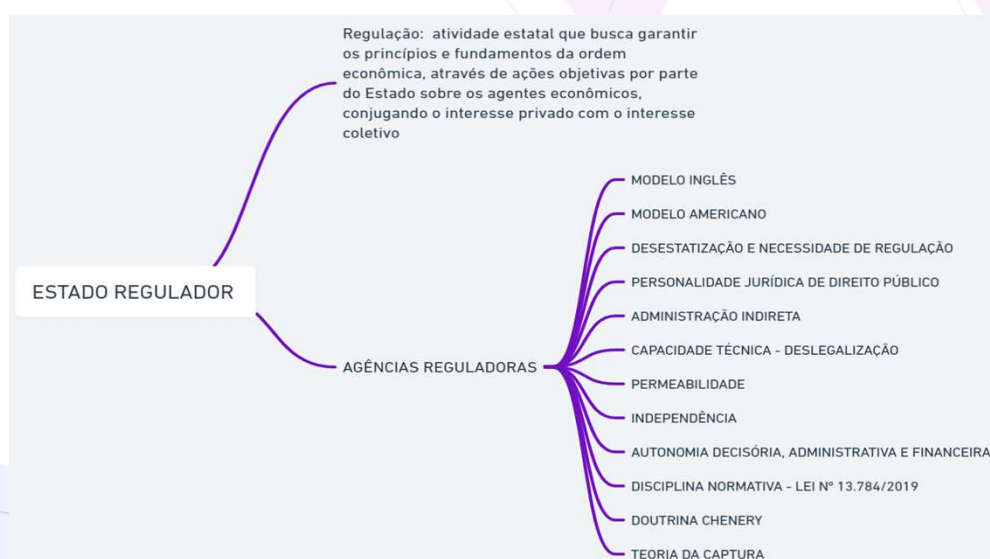 Regulação: atividade estatal que busca garantir
os princípios e fundamentos da ordem
econômica, através de ações objetivas por parte
do Estado sobre os agentes econômicos,
conjugando o interesse privado com o interesse
coletivo
ESTADO REGULADOR
AGÊNCIAS REGULADORAS
MODELO INGLÊS
MODELO AMERICANO
DESESTATIZAÇÃO E NECESSIDADE DE REGULAÇÃO
PERSONALIDADE JURÍDICA DE DIREITO PÚBLICO
ADMINISTRAÇÃO INDIRETA
CAPACIDADE TÉCNICA - DESLEGALIZAÇÃO
PERMEABILIDADE
INDEPENDÊNCIA
AUTONOMIA DECISÓRIA, ADMINISTRATIVA E FINANCEIRA
DISCIPLINA NORMATIVA - LEI Nº 13.784/2019
DOUTRINA CHENERY
TEORIA DA CAPTURA